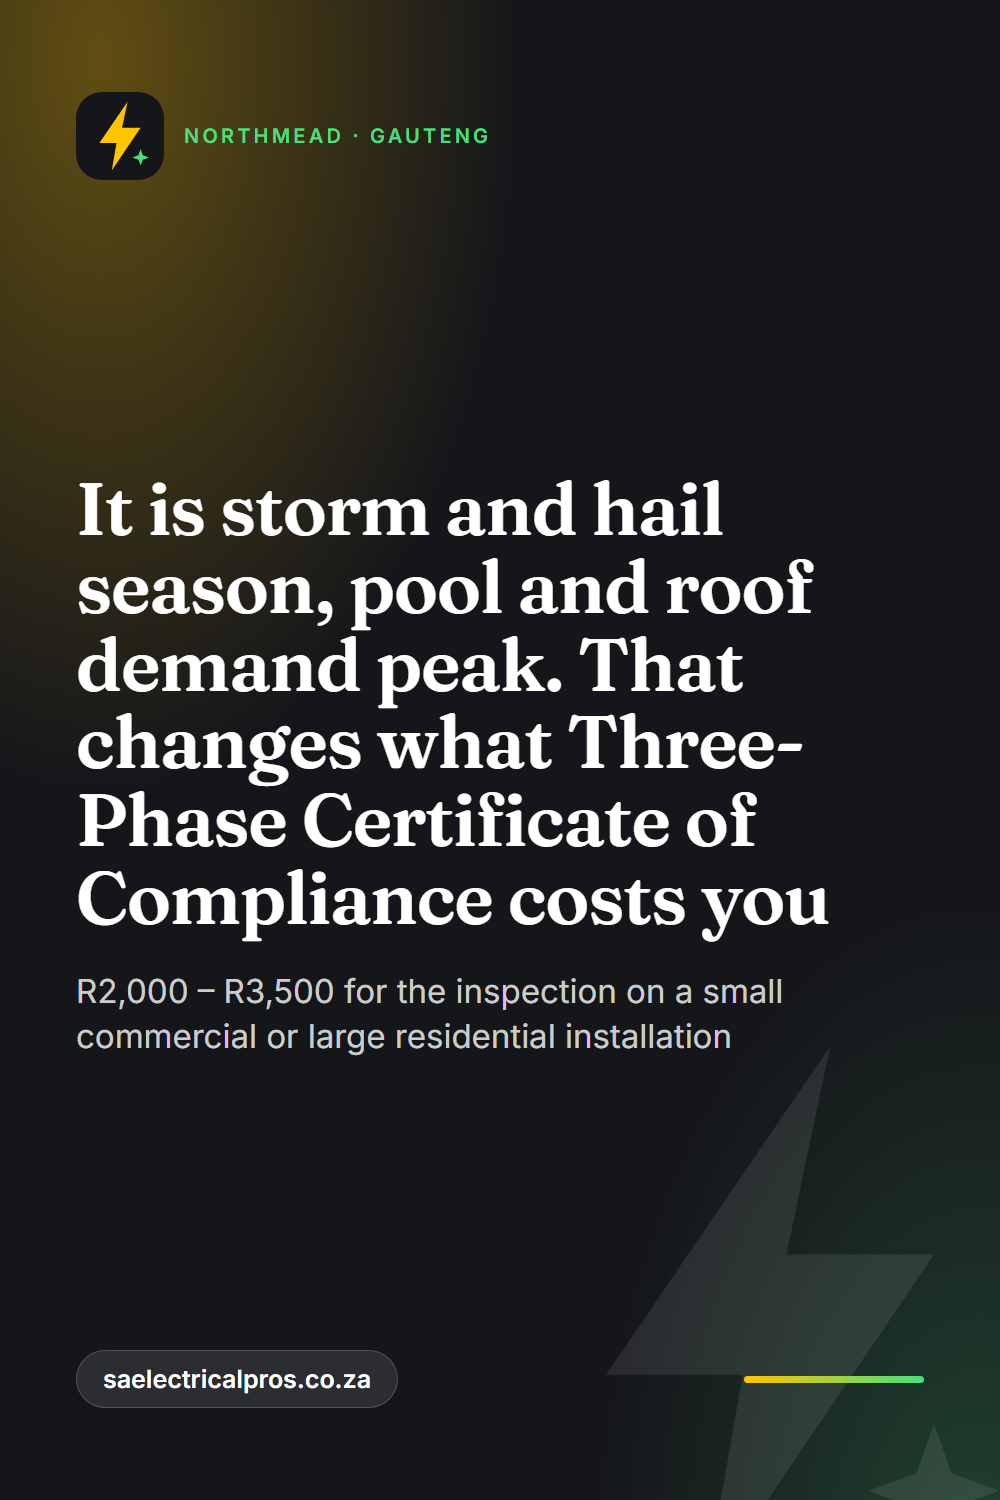 NORTHMEAD · GAUTENG
It is storm and hail
season, pool and roof
demand peak. That
changes what Three-
Phase Certificate of
Compliance costs you
R2,000 – R3,500 for the inspection on a small
commercial or large residential installation
saelectricalpros.co.za